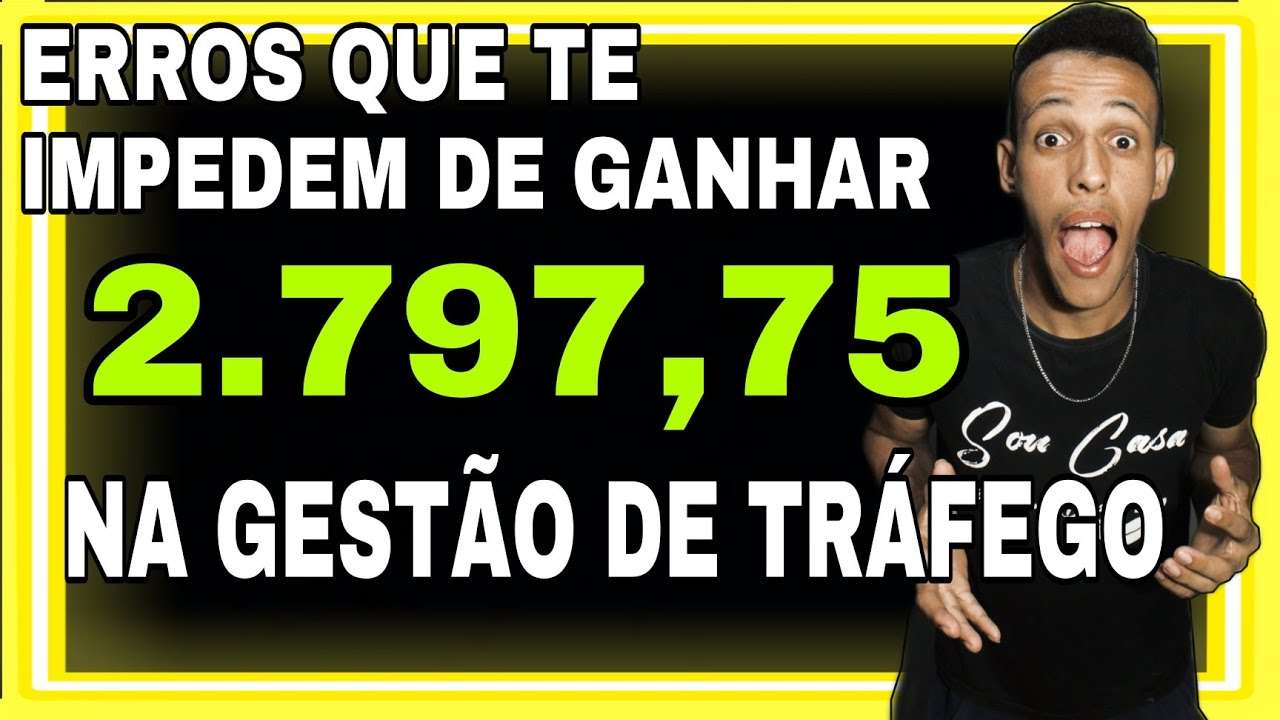 ERROS QUE TE
IMPEDEM DE GANHAR
2.797,75
Sou Casa
NA GESTÃO DE TRÁFEGO